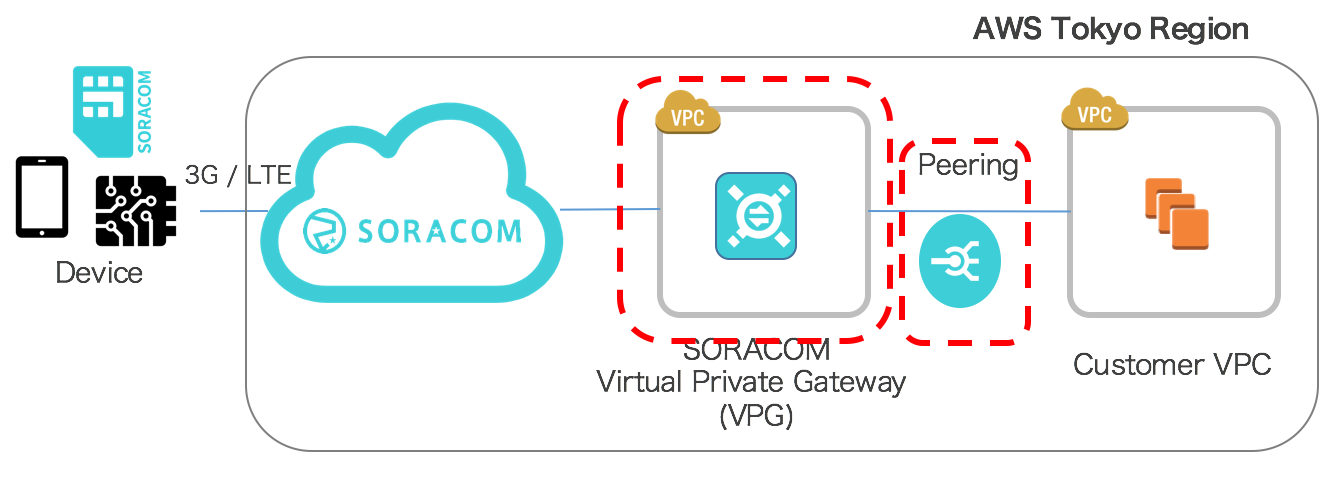 AWS Tokyo Region
SORACOM
3G / LTE
Device
SORACOM
VPC
SORACOM
Virtual Private Gateway
(VPG)
Peering
VPC
Customer VPC